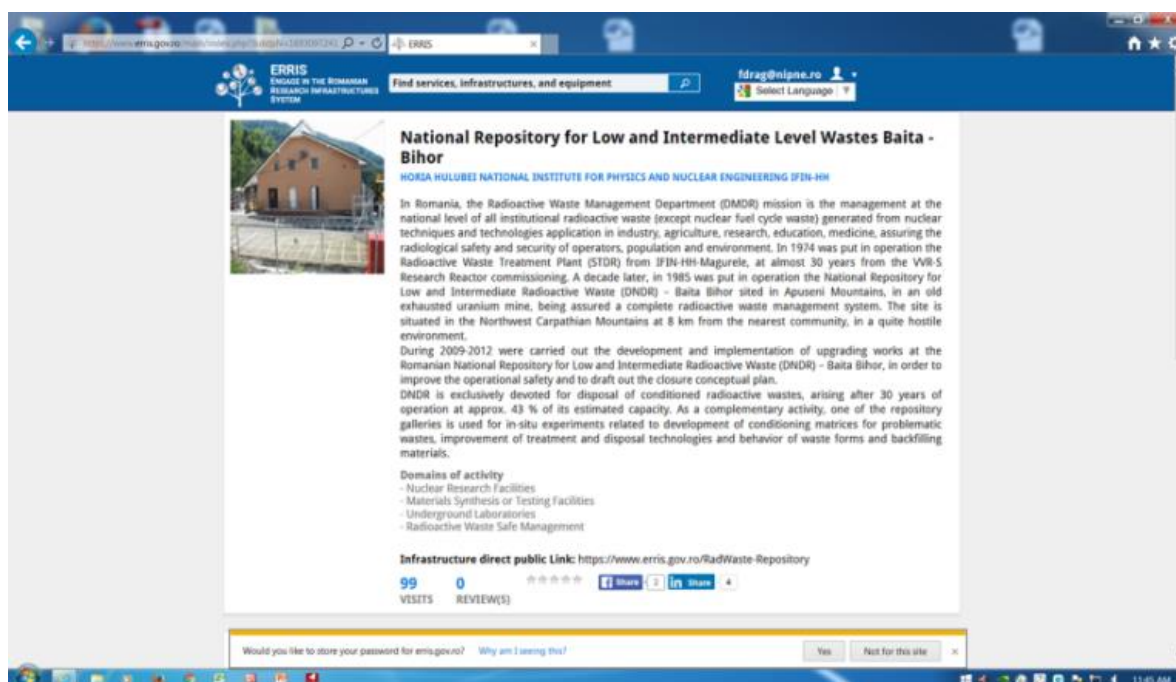 ERRIS
ERRIS
ENGAGE IN THE ROMANIAN
RESEARCH INFRASTRUCTURES
SYSTEM
Find services, infrastructures, and equipment
fdrag@nipne.ro
Select Language
National Repository for Low and Intermediate Level Wastes Baita -
Bihor
HORIA HULUBEI NATIONAL INSTITUTE FOR PHYSICS AND NUCLEAR ENGINEERING IFIN-HH
In Romania, the Radioactive Waste Management Department (DMDR) mission is the management at the
national level of all institutional radioactive waste (except nuclear fuel cycle waste) generated from nuclear
techniques and technologies application in industry, agriculture, research, education, medicine, assuring the
radiological safety and security of operators, population and environment. In 1974 was put in operation the
Radioactive Waste Treatment Plant (STDR) from IFIN-HH-Magurele, at almost 30 years from the VVR-S
Research Reactor commissioning. A decade later, in 1985 was put in operation the National Repository for
Low and Intermediate Radioactive Waste (DNDR) – Baita Bihor sited in Apuseni Mountains, in an old
exhausted uranium mine, being assured a complete radioactive waste management system. The site is
situated in the Northwest Carpathian Mountains at 8 km from the nearest community, in a quite hostile
environment.
During 2009-2012 were carried out the development and implementation of upgrading works at the
Romanian National Repository for Low and Intermediate Radioactive Waste (DNDR) – Baita Bihor, in order to
improve the operational safety and to draft out the closure conceptual plan.
DNDR is exclusively devoted for disposal of conditioned radioactive wastes, arising after 30 years of
operation at approx. 43 % of its estimated capacity. As a complementary activity, one of the repository
galleries is used for in-situ experiments related to development of conditioning matrices for problematic
wastes, improvement of treatment and disposal technologies and behavior of waste forms and backfilling
materials.
Domains of activity
- Nuclear Research Facilities
- Materials Synthesis or Testing Facilities
- Underground Laboratories
- Radioactive Waste Safe Management
Infrastructure direct public Link: https://www.erris.gov.ro/RadWaste-Repository
99 0 Share 2 in Share 4
VISITS REVIEW(S)
Would you like to store your password for erris.gov.ro? Why am I seeing this? Yes Not for this site
11:45 AM